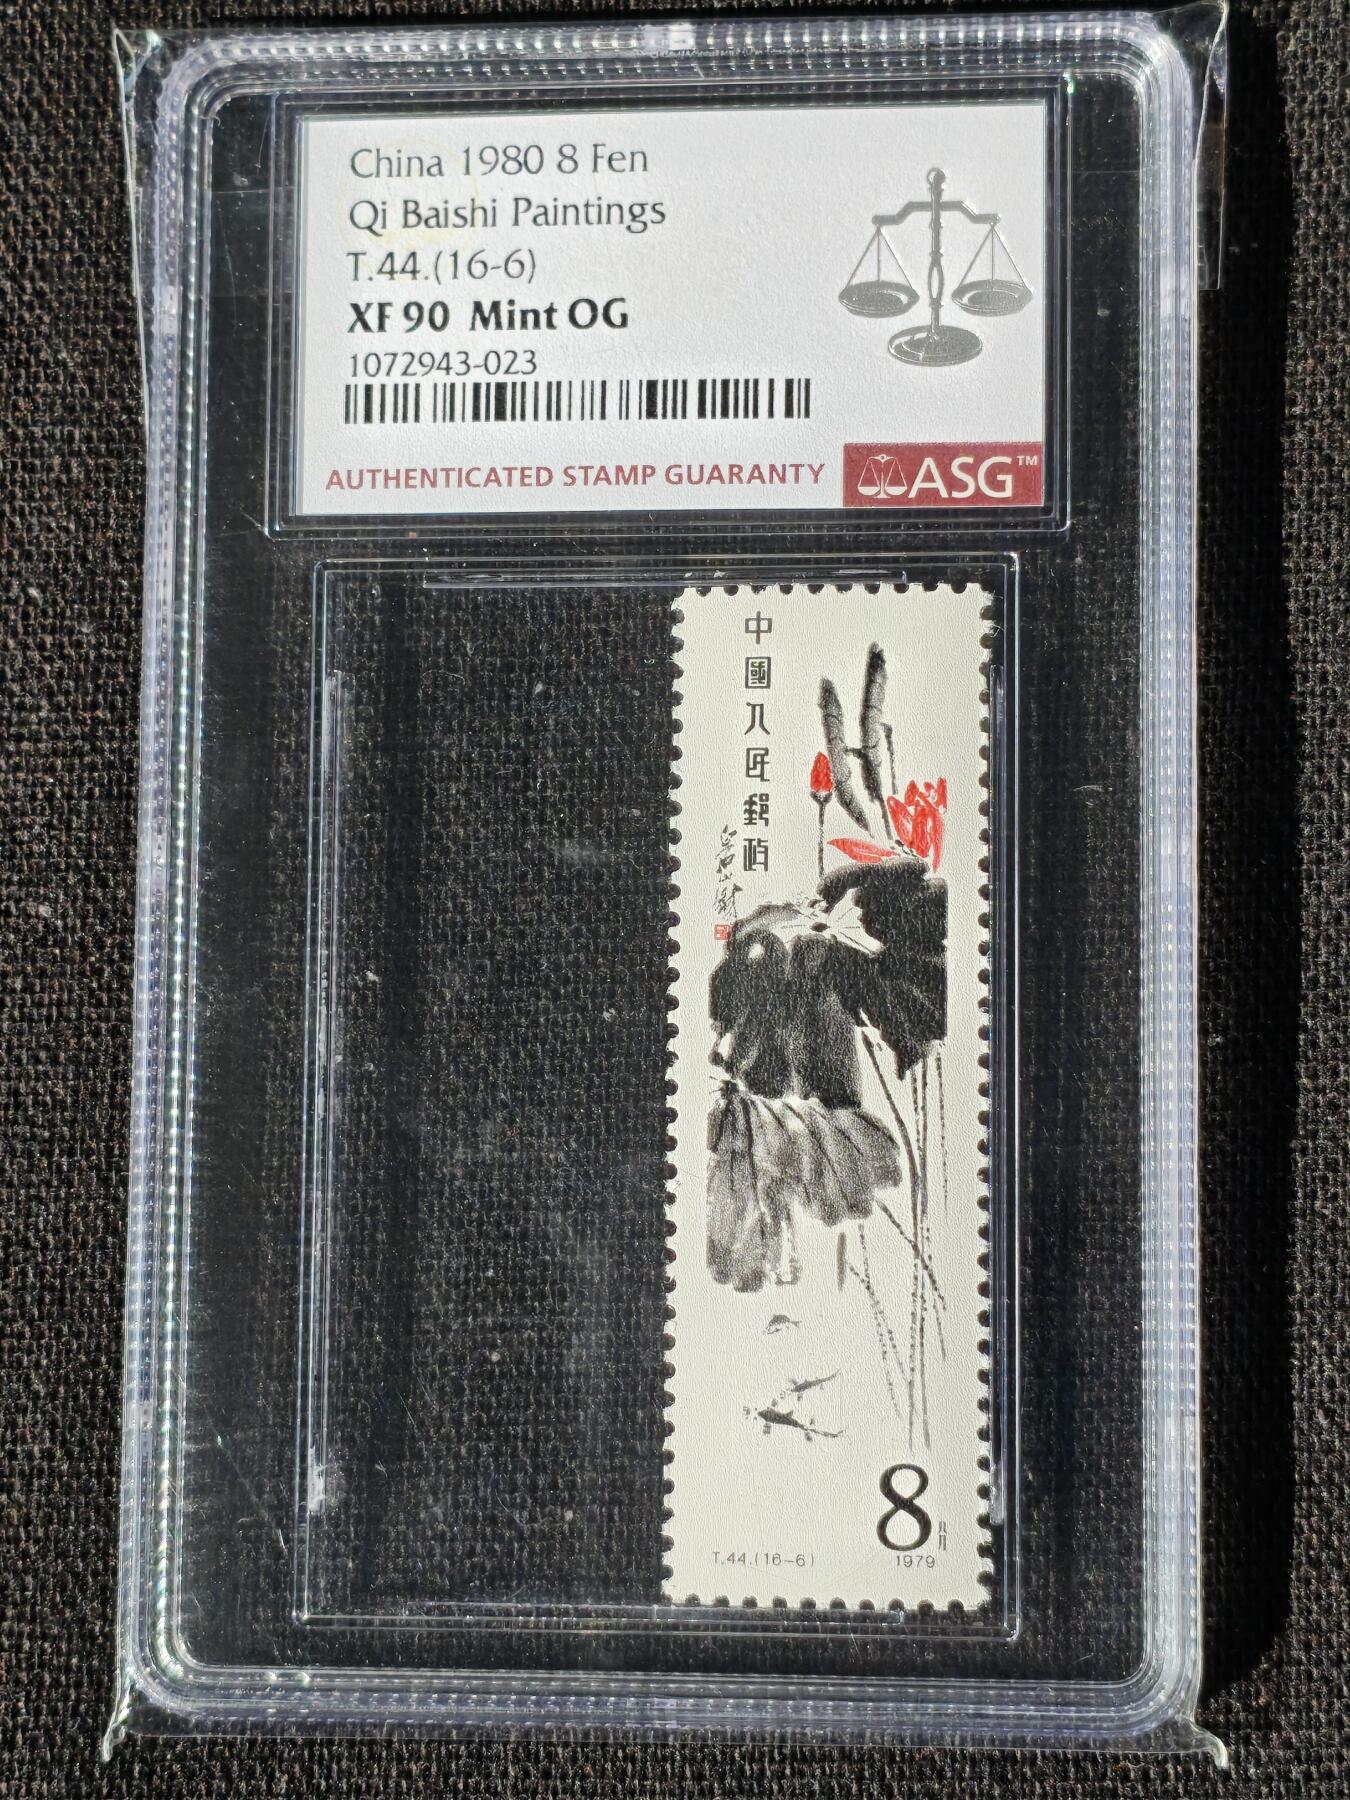 China 1980 8 Fen
Qi Baishi Paintings
T.44.(16-6)
XF 90 Mint OG
1072943-023
AUTHENTICATED STAMP GUARANTY
ASG™
中國人民郵政
8分
T.44.(16-6)
1979